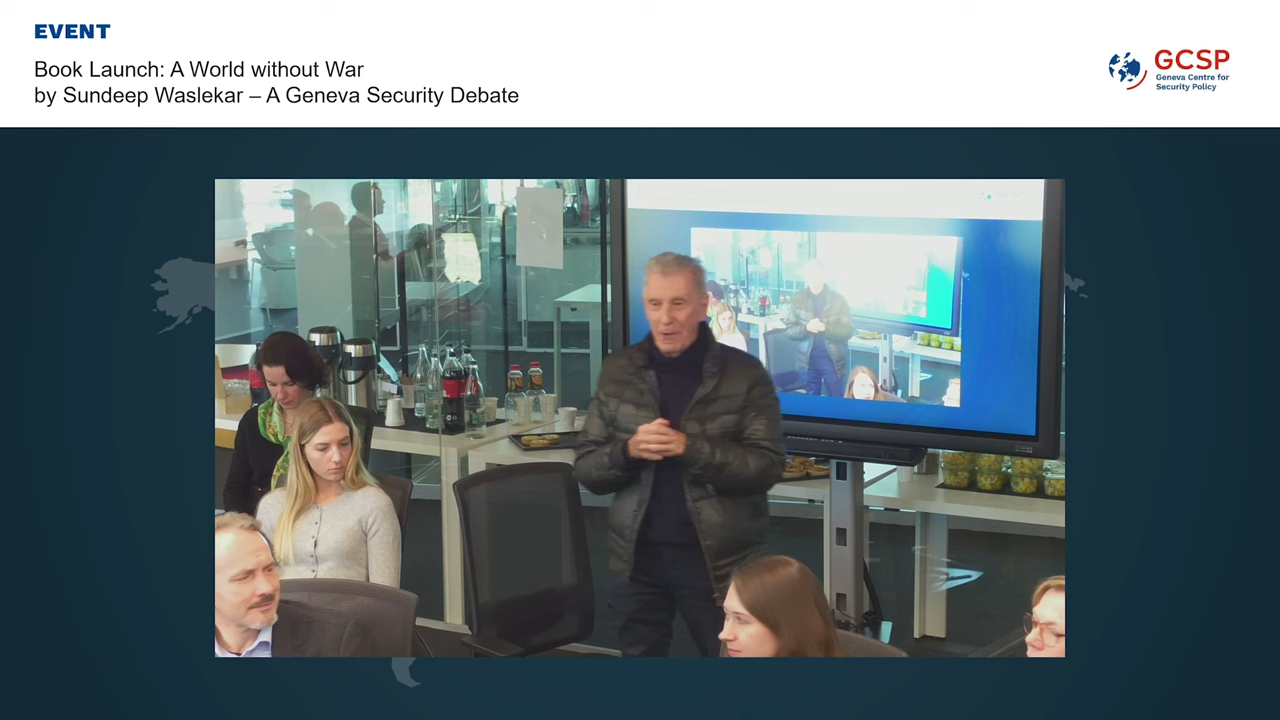 EVENT
Book Launch: A World without War
by Sundeep Waslekar – A Geneva Security Debate
GCSP
Geneva Centre for
Security Policy